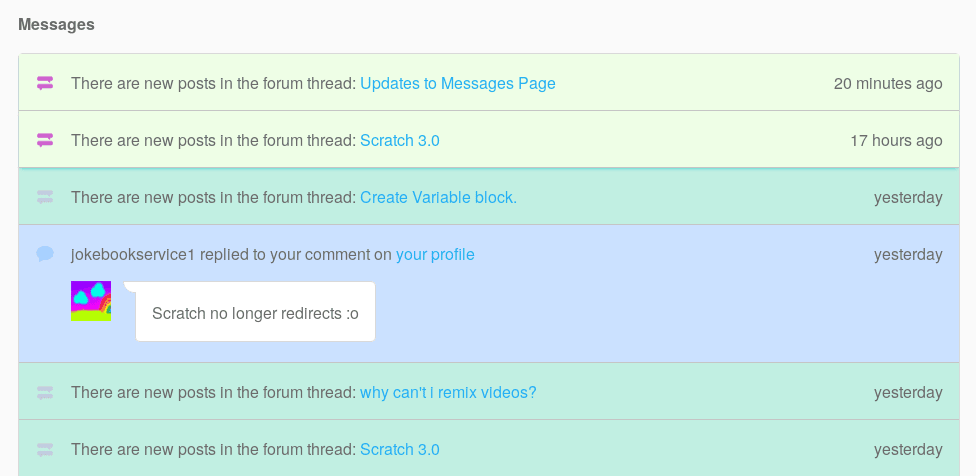 Messages
There are new posts in the forum thread: Updates to Messages Page 20 minutes ago
There are new posts in the forum thread: Scratch 3.0 17 hours ago
There are new posts in the forum thread: Create Variable block. yesterday
jokebookservice1 replied to your comment on your profile yesterday
Scratch no longer redirects :o
There are new posts in the forum thread: why can't i remix videos? yesterday
There are new posts in the forum thread: Scratch 3.0 yesterday